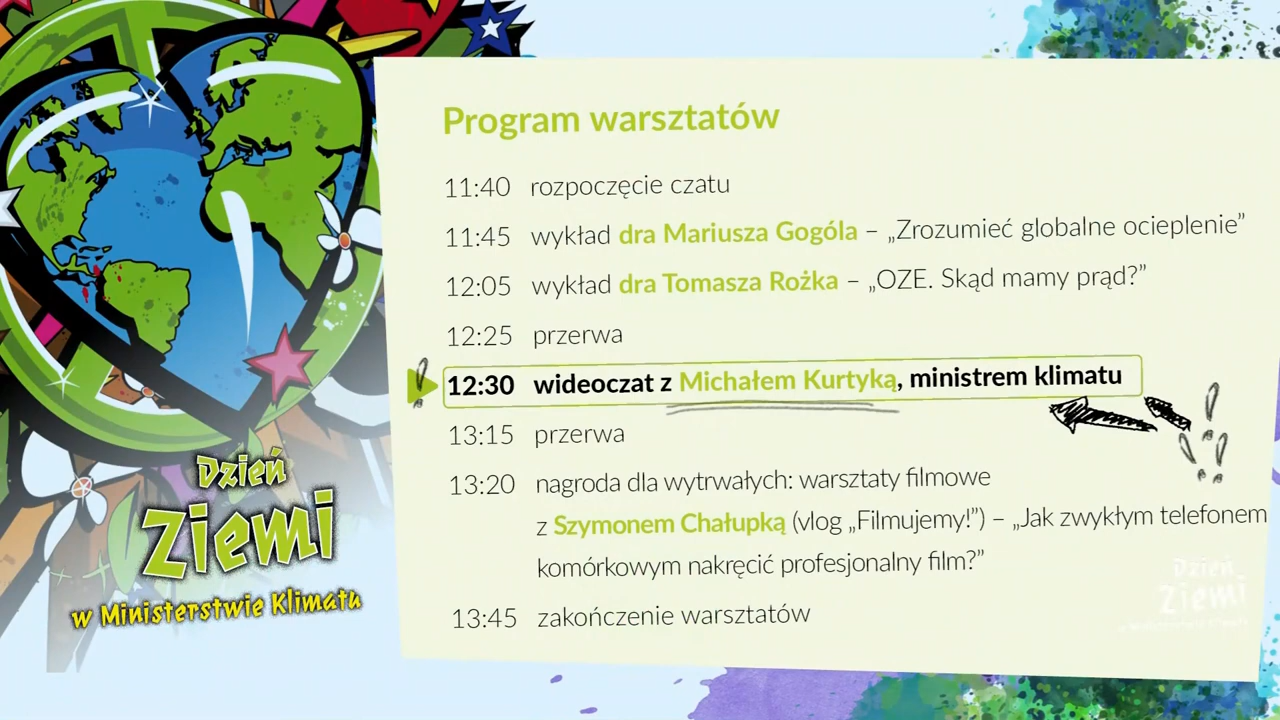 Program warsztatów
11:40 rozpoczęcie czatu
11:45 wykład dra Mariusza Gogóla – „Zrozumieć globalne ocieplenie”
12:05 wykład dra Tomasza Rożka – „OZE. Skąd mamy prąd?”
12:25 przerwa
12:30 wideoczat z Michałem Kurtyką, ministrem klimatu
13:15 przerwa
13:20 nagroda dla wytrwałych: warsztaty filmowe
z Szymonem Chałupką (vlog „Filmujemy!”) – „Jak zwykłym telefonem
komórkowym nakręcić profesjonalny film?”
13:45 zakończenie warsztatów
Dzień
Ziemi
w Ministerstwie Klimatu
Dzień
Ziemi